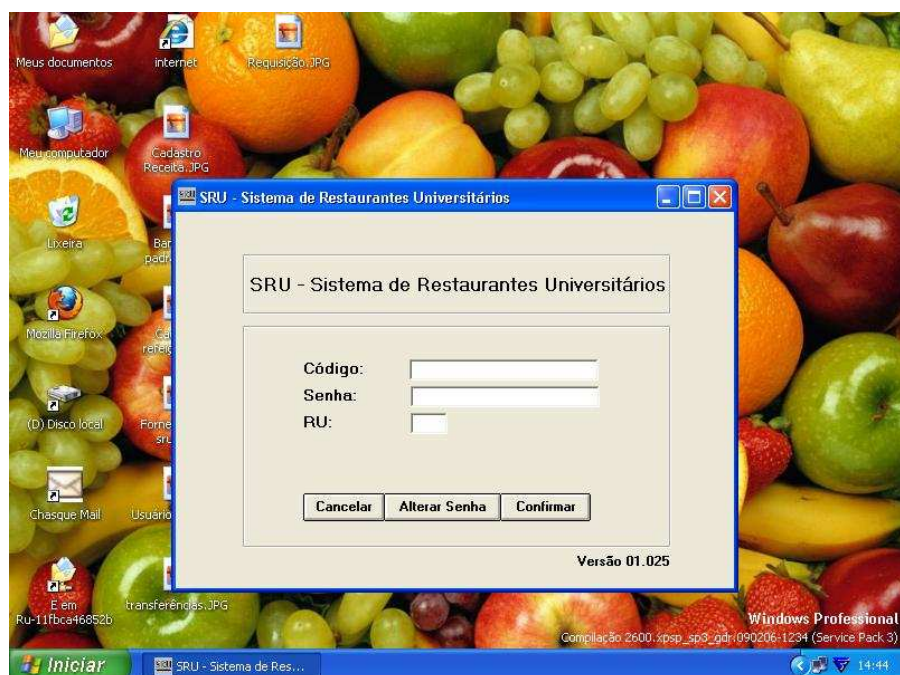 Meus documentos
internet
Requisição.JPG
Meu computador
Cadastro
Receita.JPG
SRU - Sistema de Restaurantes Universitários
Lixeira
SRU - Sistema de Restaurantes Universitários
Mozilla Firefox
Código:
Senha:
RU:
(D) Disco local
Cancelar
Alterar Senha
Confirmar
Chasque Mail
Versão 01.025
E em
Ru-11fbca46852b
transferências.JPG
Windows Professional
Compilação 2600.xpsp_sp3_gdr.090206-1234 (Service Pack 3)
Iniciar
SRU - Sistema de Res...
14:44